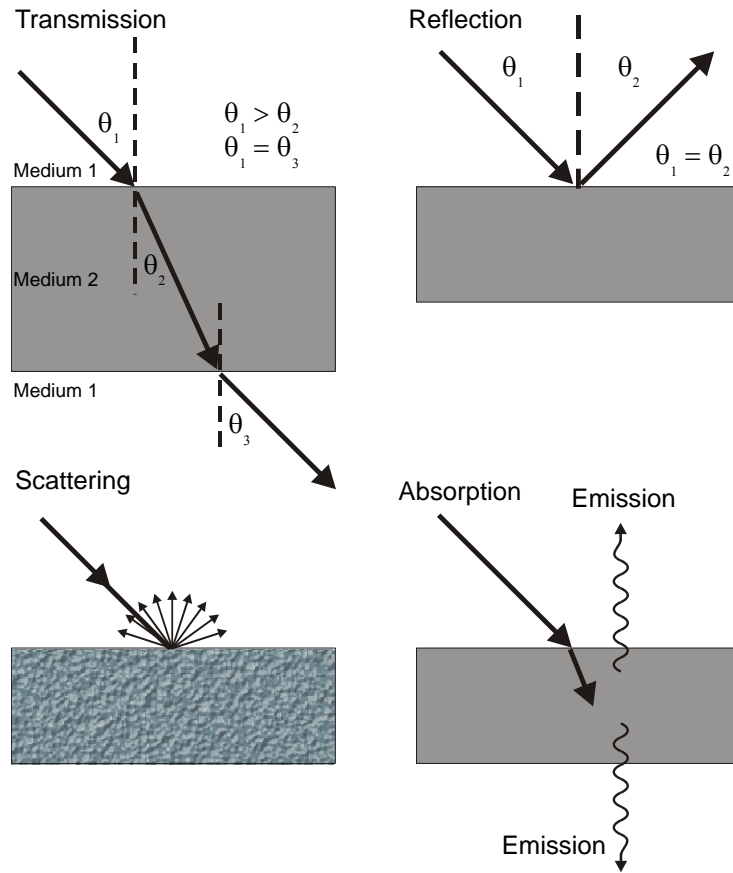 Transmission
θ₁
θ₁ > θ₂
θ₁ = θ₃
Medium 1
θ₂
Medium 2
Medium 1
θ₃
Reflection
θ₁
θ₂
θ₁ = θ₂
Scattering
Absorption
Emission
Emission